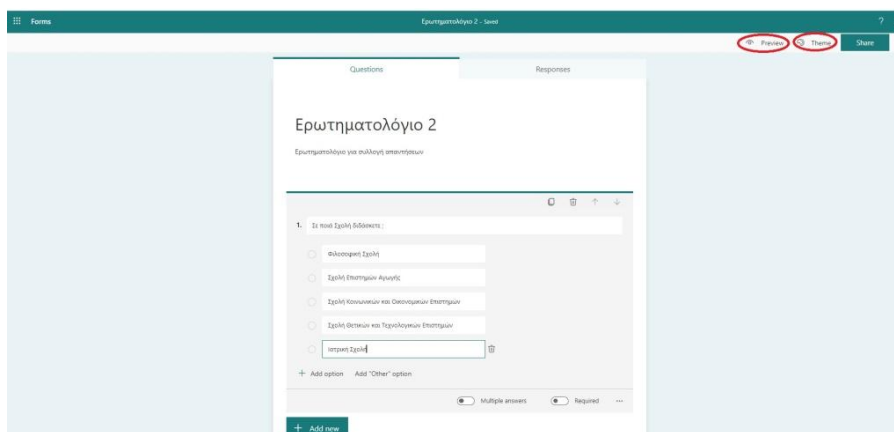 Forms
Ερωτηματολόγιο 2 - Saved
?
Preview
Theme
Share
Questions
Responses
Ερωτηματολόγιο 2
Ερωτηματολόγιο για συλλογή απαντήσεων
1. Σε ποιά Σχολή διδάσκετε ;
Φιλοσοφική Σχολή
Σχολή Επιστημών Αγωγής
Σχολή Κοινωνικών και Οικονομικών Επιστημών
Σχολή Θετικών και Τεχνολογικών Επιστημών
Ιατρική Σχολή
+ Add option Add "Other" option
Multiple answers Required ...
+ Add new